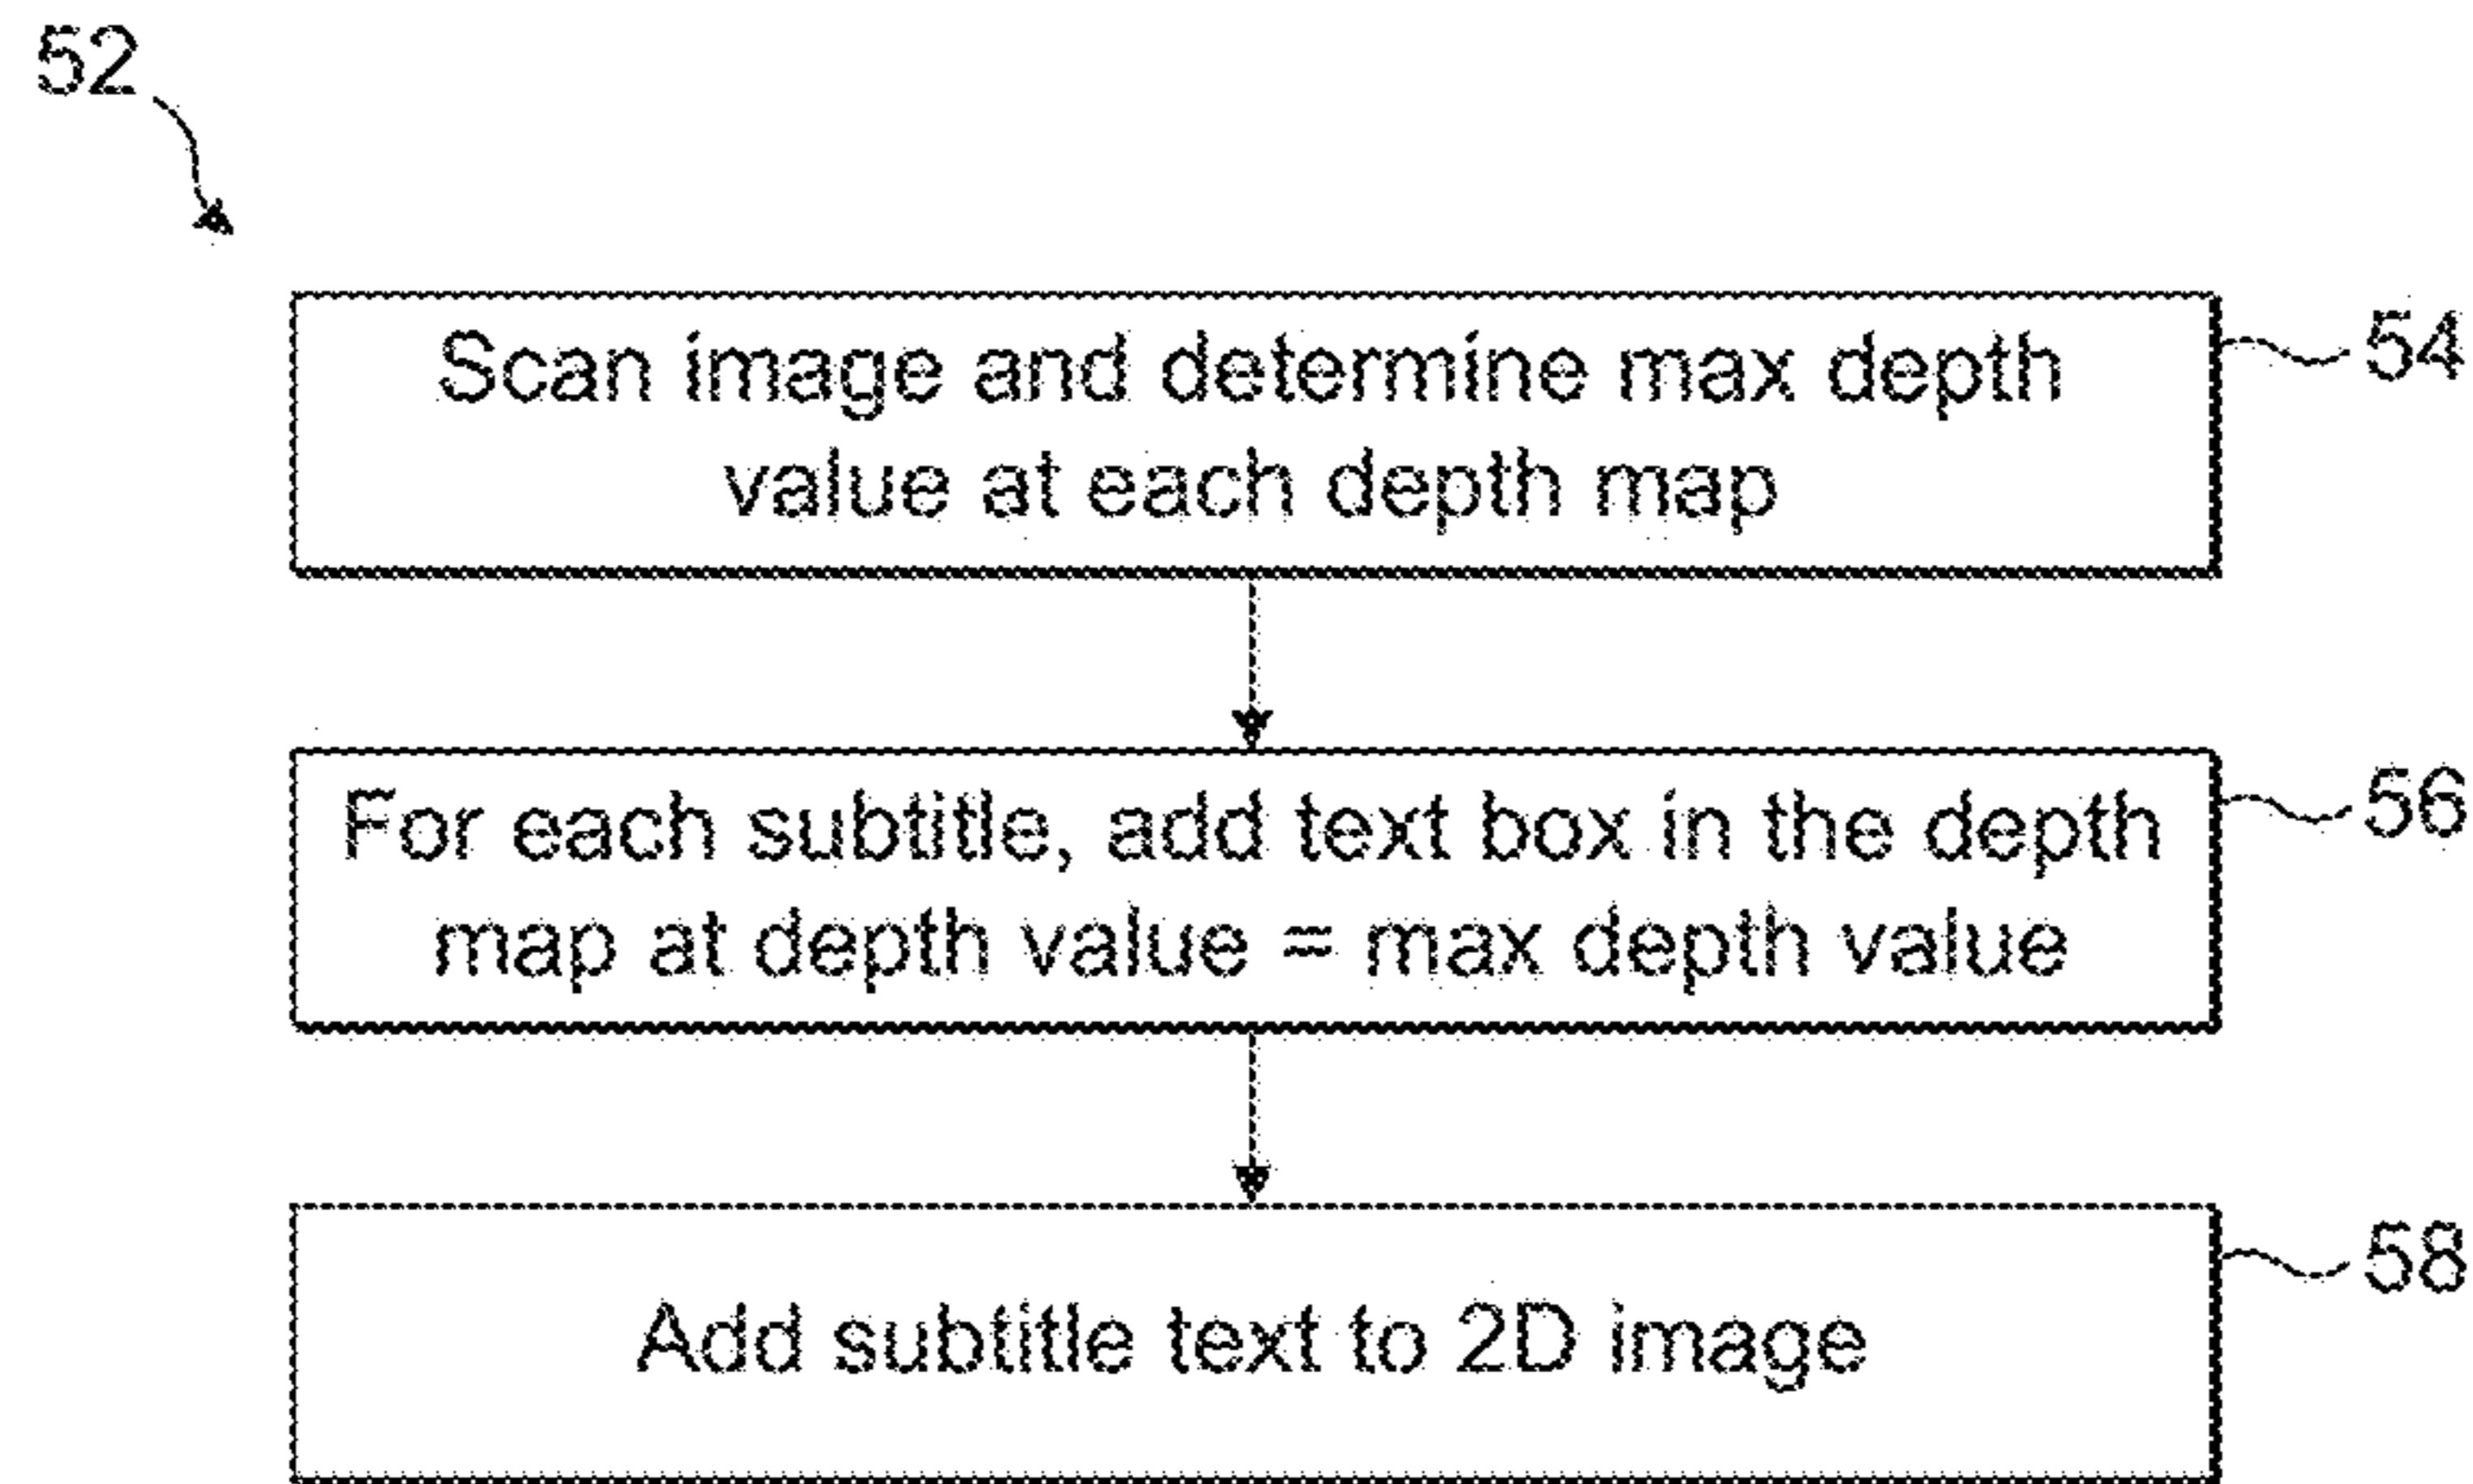 52
Scan image and determine max depth
value at each depth map
54
For each subtitle, add text box in the depth
map at depth value = max depth value
56
Add subtitle text to 2D image
58